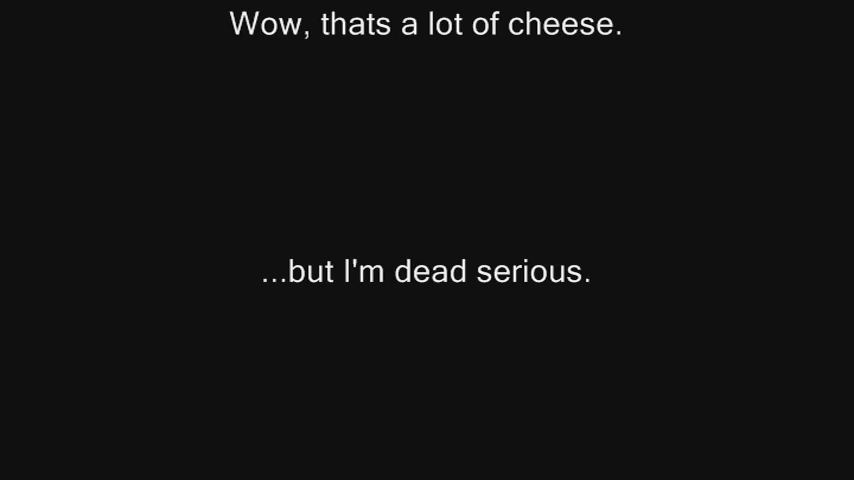 Wow, thats a lot of cheese.
...but I'm dead serious.